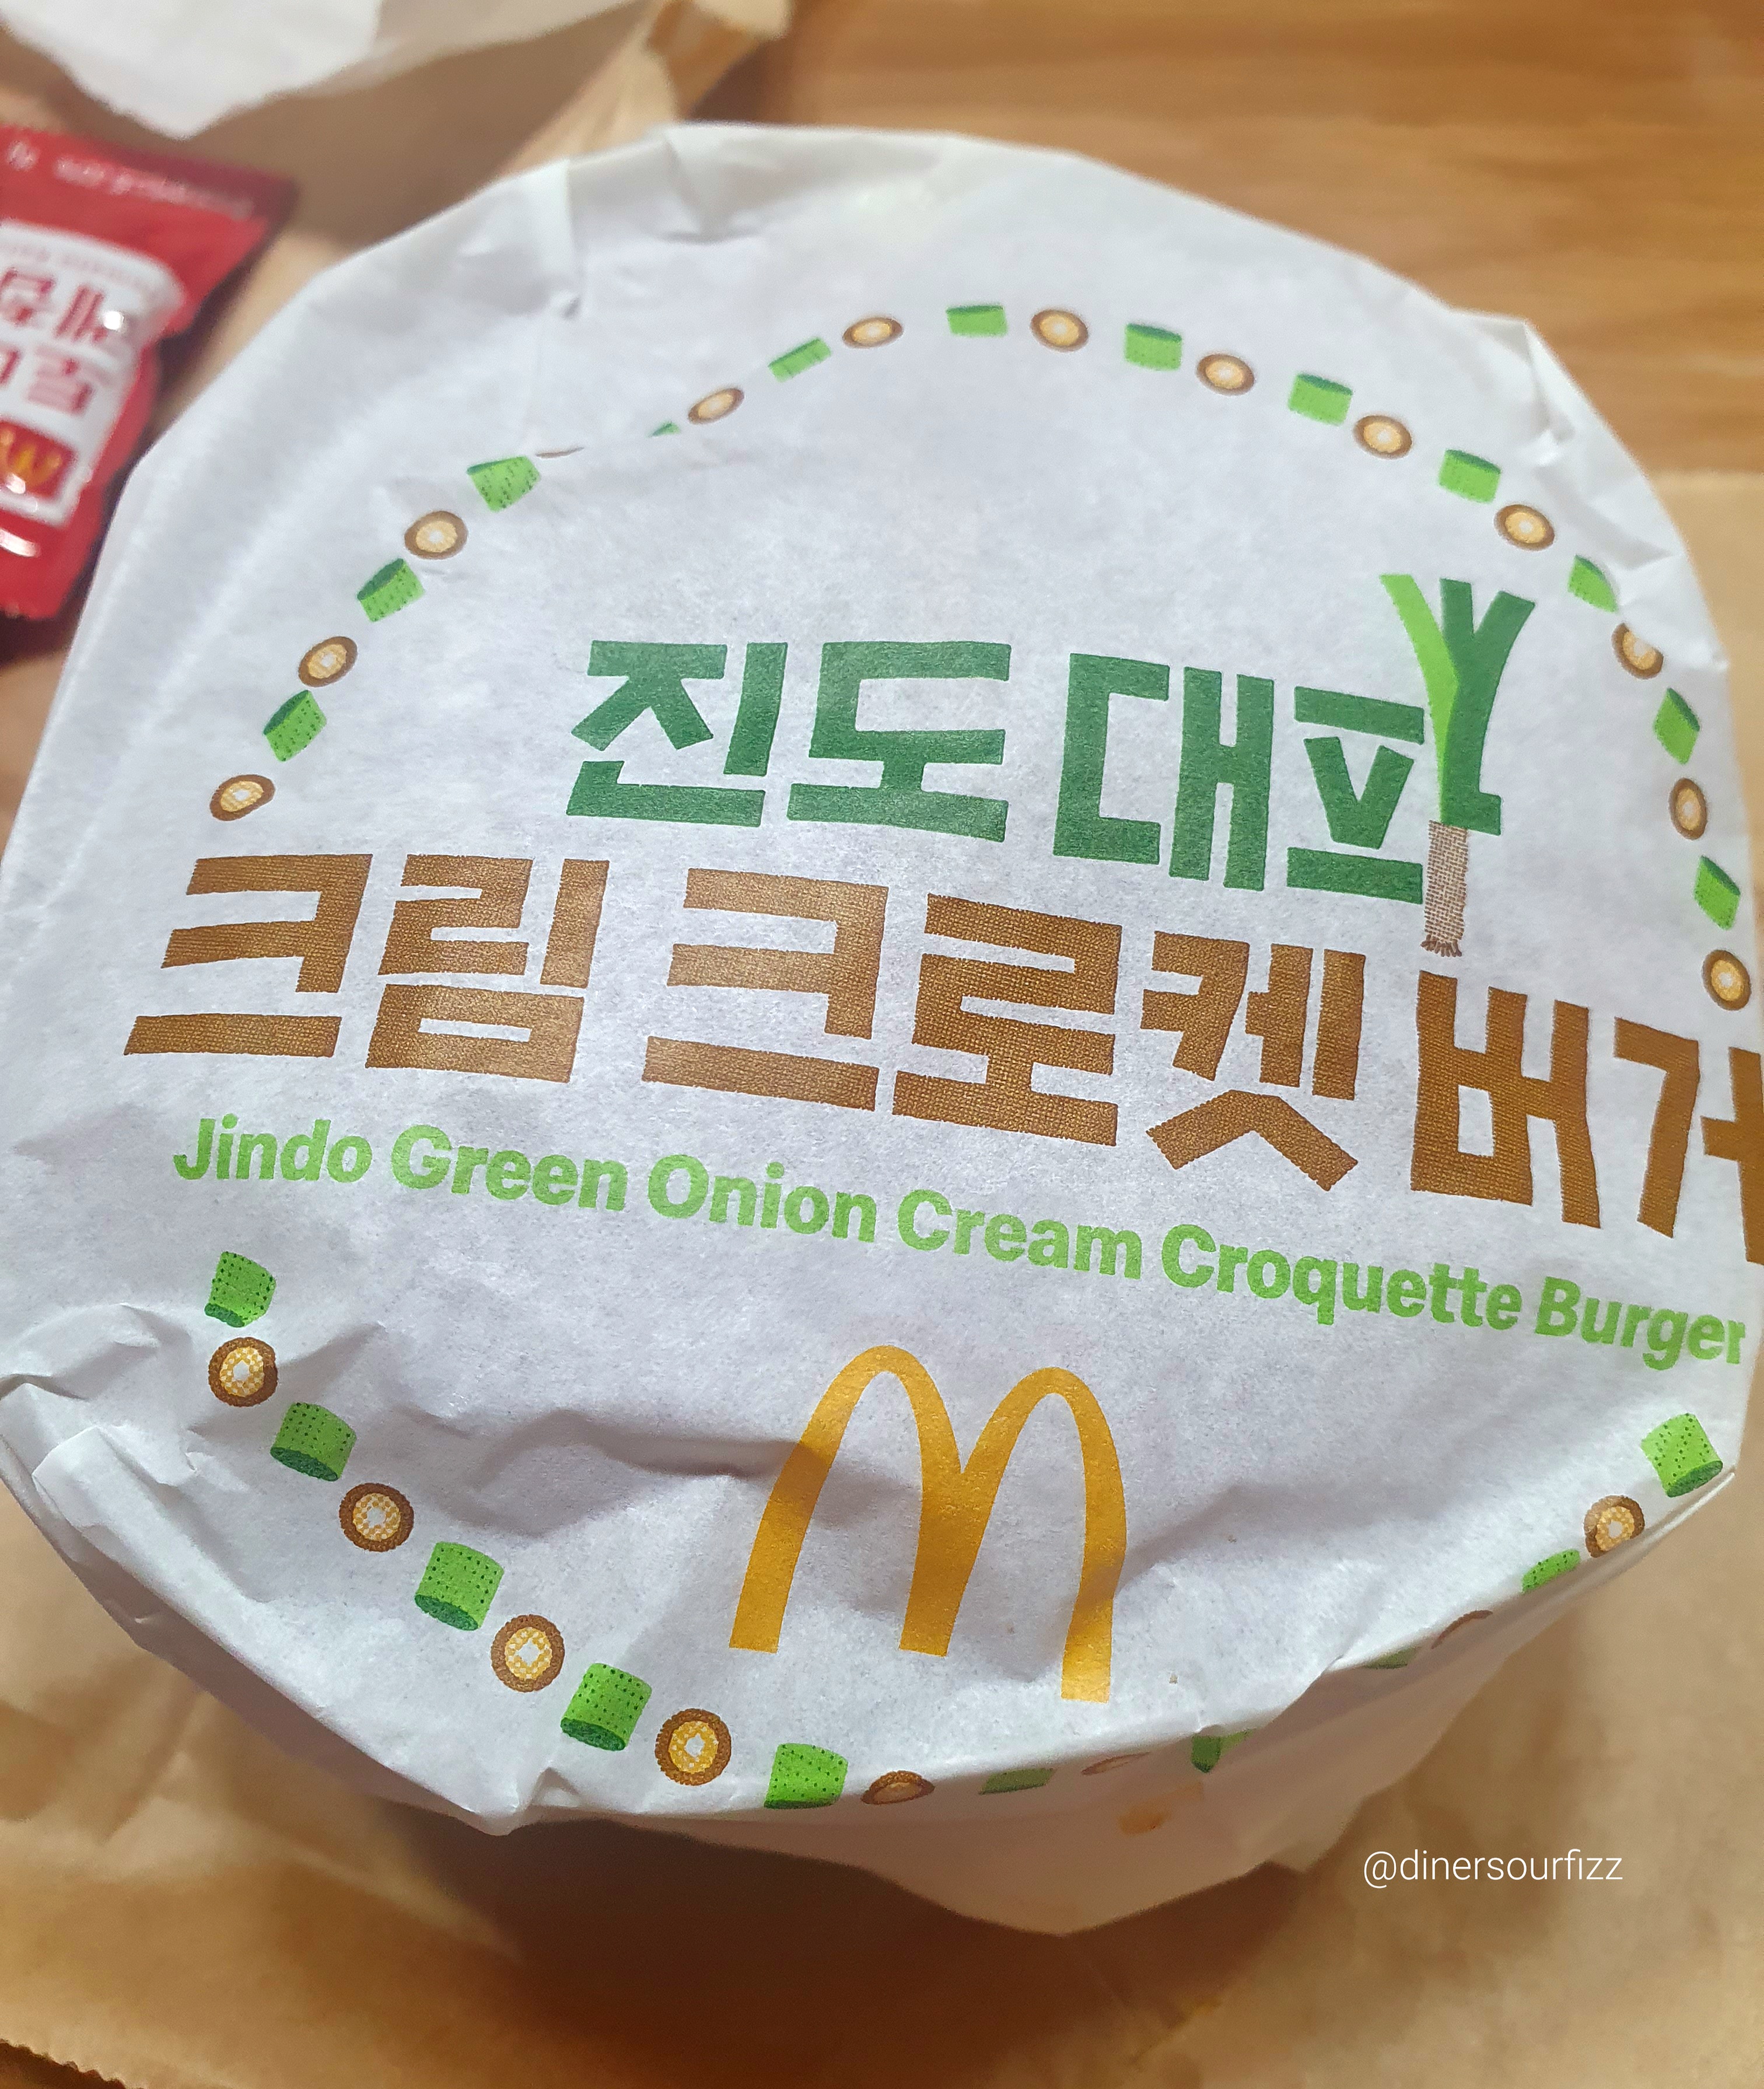 진도 대파
크림 크로켓 버거
Jindo Green Onion Cream Croquette Burger
@dinersourfizz